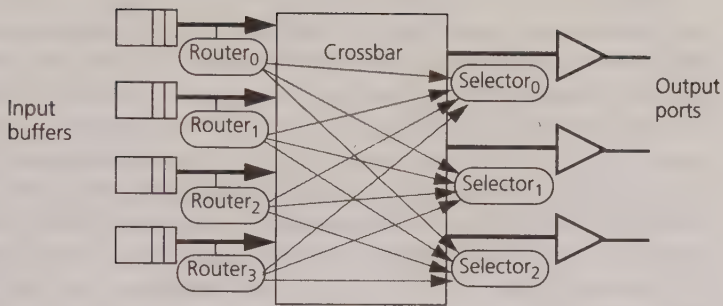 Input
buffers
Router₀
Router₁
Router₂
Router₃
Crossbar
Selector₀
Selector₁
Selector₂
Output
ports